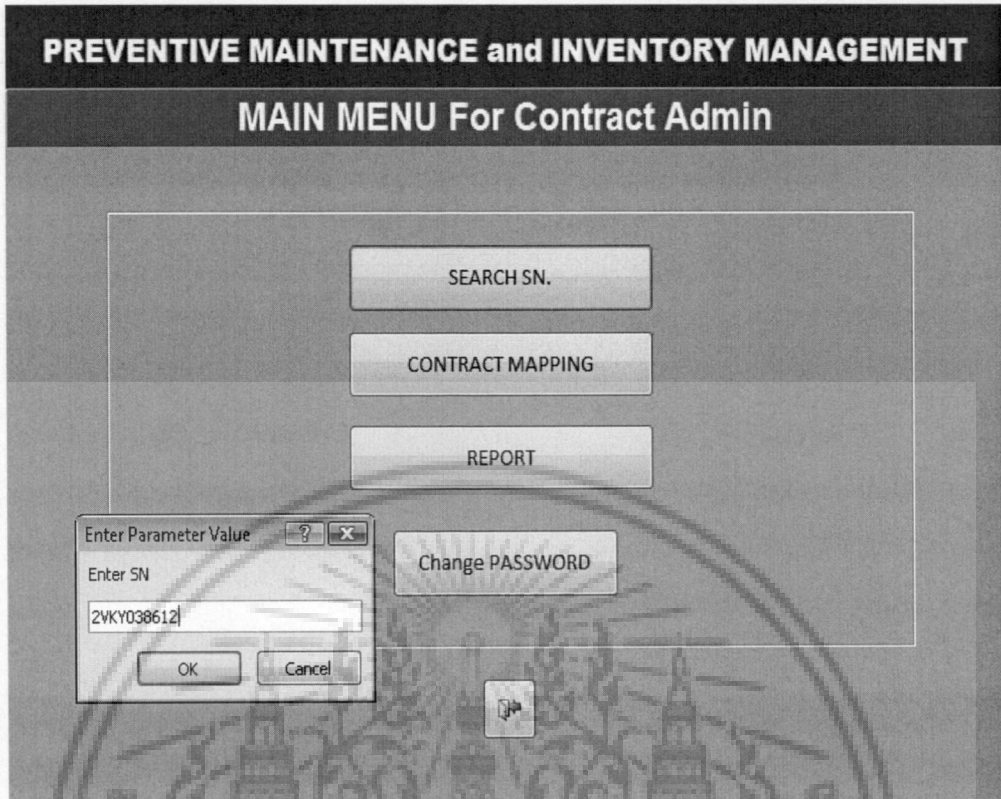 PREVENTIVE MAINTENANCE and INVENTORY MANAGEMENT
MAIN MENU For Contract Admin
SEARCH SN.
CONTRACT MAPPING
REPORT
Enter Parameter Value
Enter SN
2VKY038612
OK
Cancel
Change PASSWORD